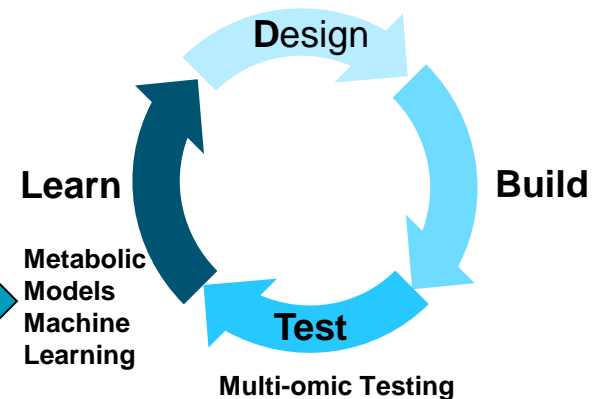 Design
Learn
Build
Metabolic
Models
Machine
Learning
Test
Multi-omic Testing